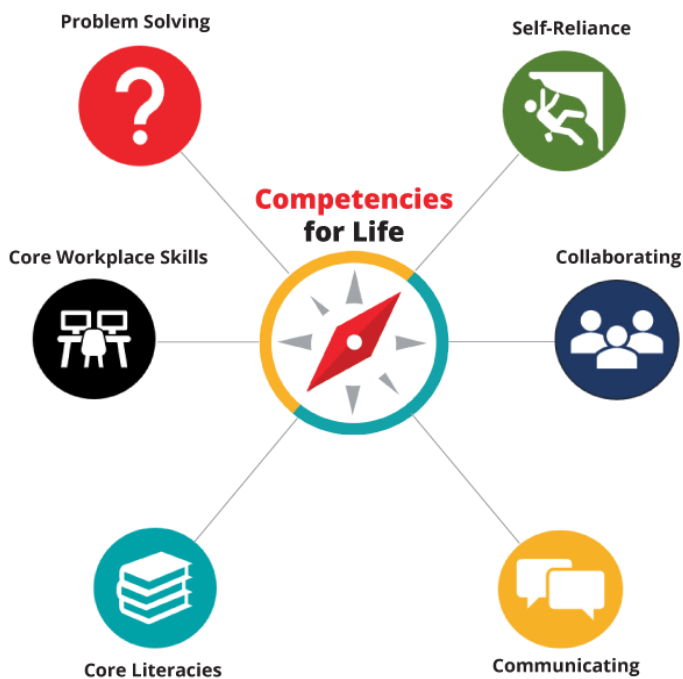 Problem Solving
Self-Reliance
Competencies
for Life
Core Workplace Skills
Collaborating
Core Literacies
Communicating